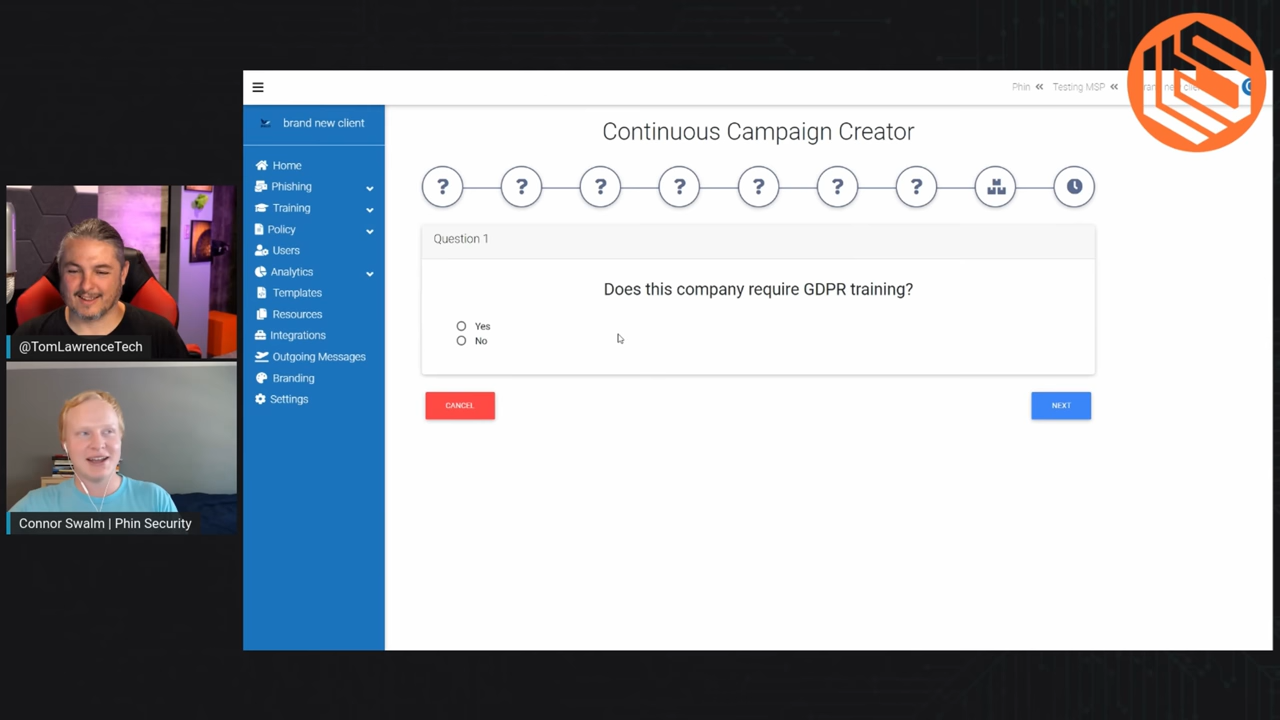 Phin « Testing MSP «
brand new client
Home
Phishing
Training
Policy
Users
Analytics
Templates
Resources
Integrations
Outgoing Messages
Branding
Settings
Continuous Campaign Creator
? ? ? ? ? ? ?
Question 1
Does this company require GDPR training?
Yes
No
CANCEL
NEXT
@TomLawrenceTech
Connor Swalm | Phin Security